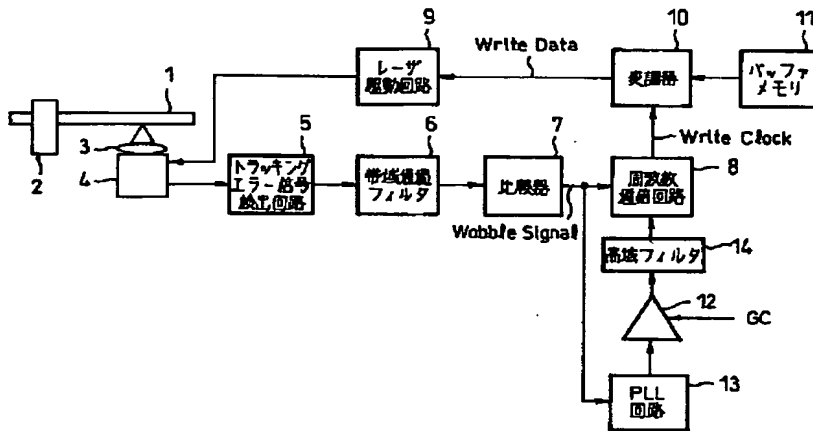 9
レーザ
駆動回路
Write Data
10
変調器
11
バッファ
メモリ
1
2
3
4
5
トラッキング
エラー信号
検出回路
6
帯域通過
フィルタ
7
比較器
Wobble Signal
Write Clock
8
周波数
逓倍回路
高域フィルタ
14
12
GC
PLL
回路
13